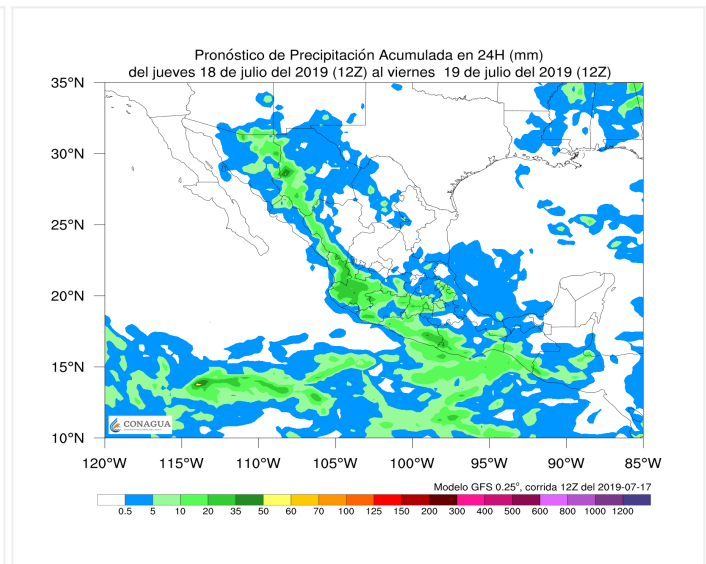 Pronóstico de Precipitación Acumulada en 24H (mm)
del jueves 18 de julio del 2019 (12Z) al viernes 19 de julio del 2019 (12Z)
35°N
30°N
25°N
20°N
15°N
10°N
CONAGUA
120°W 115°W 110°W 105°W 100°W 95°W 90°W 85°W
Modelo GFS 0.25°, corrida 12Z del 2019-07-17
0.5 5 10 20 35 50 60 70 100 125 150 200 300 400 500 600 800 1000 1200